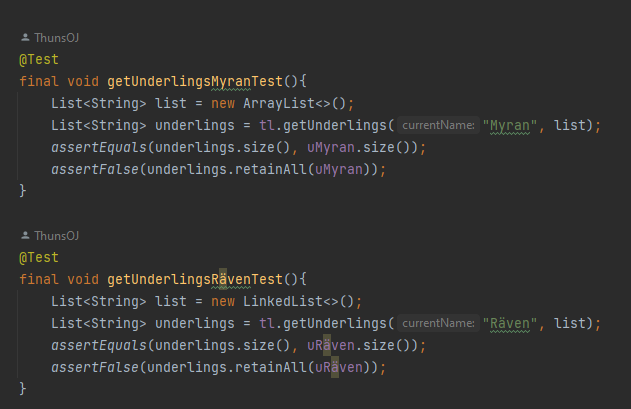 ThunsOJ
@Test
final void getUnderlingsMyranTest(){
    List<String> list = new ArrayList<>();
    List<String> underlings = tl.getUnderlings( currentName: "Myran", list);
    assertEquals(underlings.size(), uMyran.size());
    assertFalse(underlings.retainAll(uMyran));
}
ThunsOJ
@Test
final void getUnderlingsRävenTest(){
    List<String> list = new LinkedList<>();
    List<String> underlings = tl.getUnderlings( currentName: "Räven", list);
    assertEquals(underlings.size(), uRäven.size());
    assertFalse(underlings.retainAll(uRäven));
}